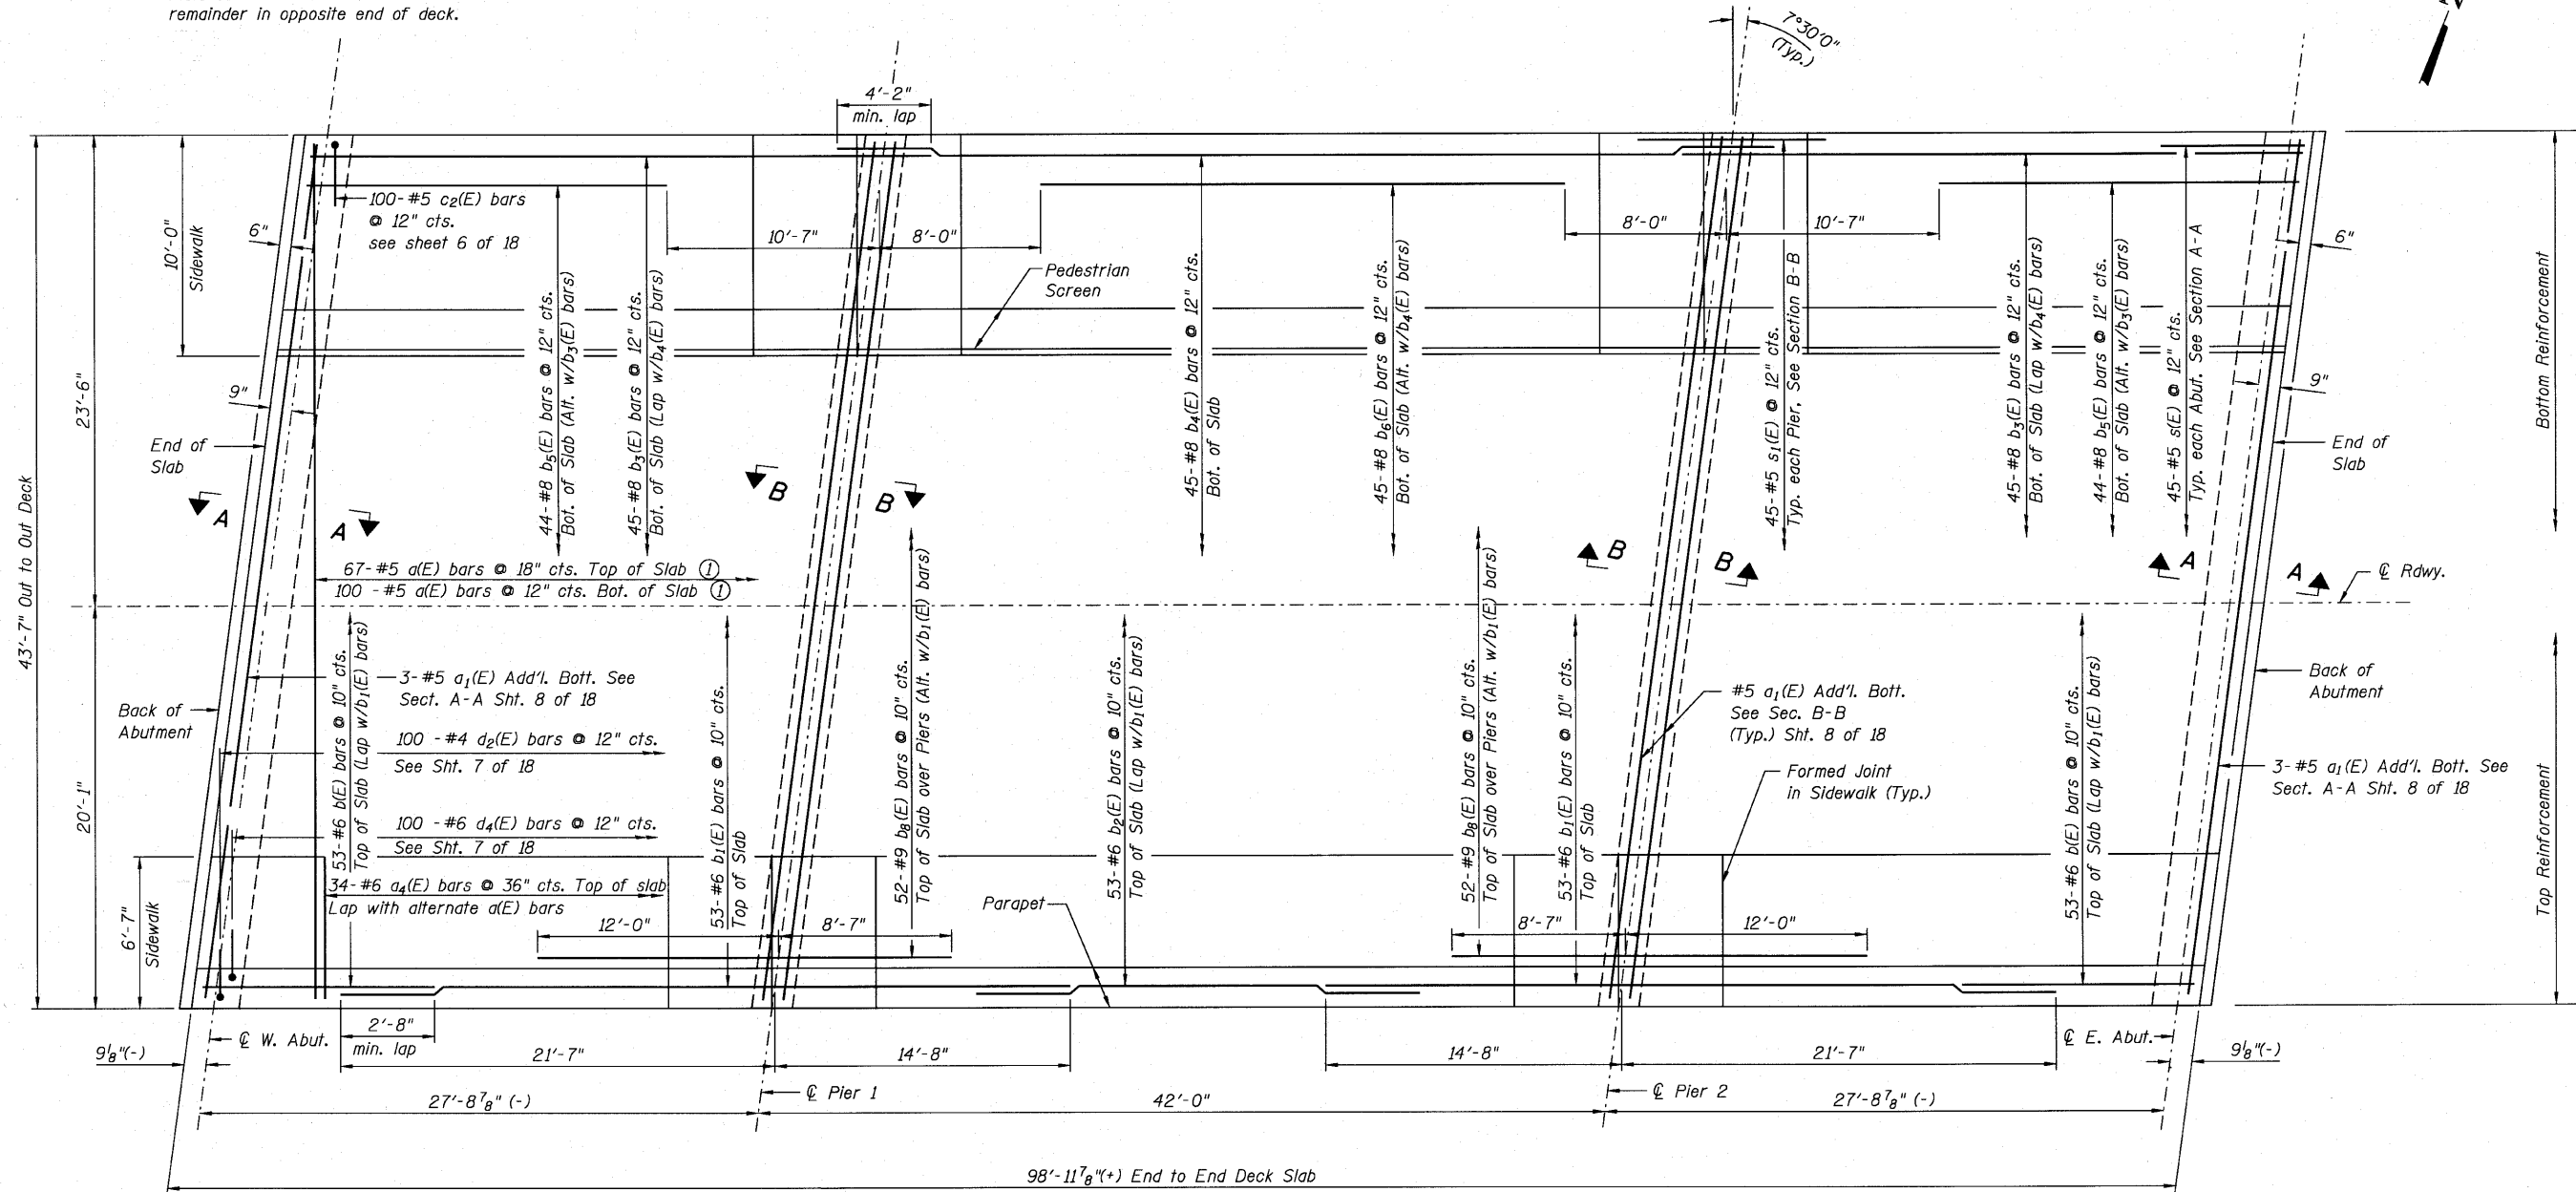 remainder in opposite end of deck.
7°30'0"
(Typ.)
N
4'-2"
min. lap
100-#5 c2(E) bars
@ 12" cts.
see sheet 6 of 18
6"
10'-0"
Sidewalk
10'-7"
8'-0"
8'-0"
10'-7"
6"
Pedestrian
Screen
44-#8 b5(E) bars @ 12" cts.
Bot. of Slab (Alt. w/b3(E) bars)
45-#8 b3(E) bars @ 12" cts.
Bot. of Slab (Lap w/b4(E) bars)
45-#8 b4(E) bars @ 12" cts.
Bot. of Slab
45-#8 b6(E) bars @ 12" cts.
Bot. of Slab (Alt. w/b4(E) bars)
45-#5 s1(E) @ 12" cts.
Typ. each Pier, See Section B-B
45-#8 b3(E) bars @ 12" cts.
Bot. of Slab (Lap w/b4(E) bars)
44-#8 b5(E) bars @ 12" cts.
Bot. of Slab (Alt. w/b3(E) bars)
45-#5 s(E) @ 12" cts.
Typ. each Abut. See Section A-A
Bottom Reinforcement
43'-7" Out to Out Deck
23'-6"
9"
9"
End of
Slab
End of
Slab
A
A
B
B
B
B
A
A
67-#5 a(E) bars @ 18" cts. Top of Slab ①
100 -#5 a(E) bars @ 12" cts. Bot. of Slab ①
℄ Rdwy.
20'-1"
53-#6 b(E) bars @ 10" cts.
Top of Slab (Lap w/b1(E) bars)
3-#5 a1(E) Add'l. Bott. See
Sect. A-A Sht. 8 of 18
Back of
Abutment
100 -#4 d2(E) bars @ 12" cts.
See Sht. 7 of 18
100 -#6 d4(E) bars @ 12" cts.
See Sht. 7 of 18
34-#6 a4(E) bars @ 36" cts. Top of slab
Lap with alternate a(E) bars
53-#6 b1(E) bars @ 10" cts.
Top of Slab
52-#9 b8(E) bars @ 10" cts.
Top of Slab over Piers (Alt. w/b1(E) bars)
53-#6 b2(E) bars @ 10" cts.
Top of Slab (Lap w/b1(E) bars)
52-#9 b8(E) bars @ 10" cts.
Top of Slab over Piers (Alt. w/b1(E) bars)
53-#6 b1(E) bars @ 10" cts.
Top of Slab
#5 a1(E) Add'l. Bott.
See Sec. B-B
(Typ.) Sht. 8 of 18
Formed Joint
in Sidewalk (Typ.)
53-#6 b(E) bars @ 10" cts.
Top of Slab (Lap w/b1(E) bars)
Back of
Abutment
3-#5 a1(E) Add'l. Bott. See
Sect. A-A Sht. 8 of 18
Top Reinforcement
6'-7"
Sidewalk
12'-0"
8'-7"
Parapet
8'-7"
12'-0"
9 1/8"(-)
℄ W. Abut.
2'-8"
min. lap
21'-7"
14'-8"
14'-8"
21'-7"
℄ E. Abut.
9 1/8"(-)
27'-8 7/8" (-)
℄ Pier 1
42'-0"
℄ Pier 2
27'-8 7/8" (-)
98'-11 7/8"(+) End to End Deck Slab